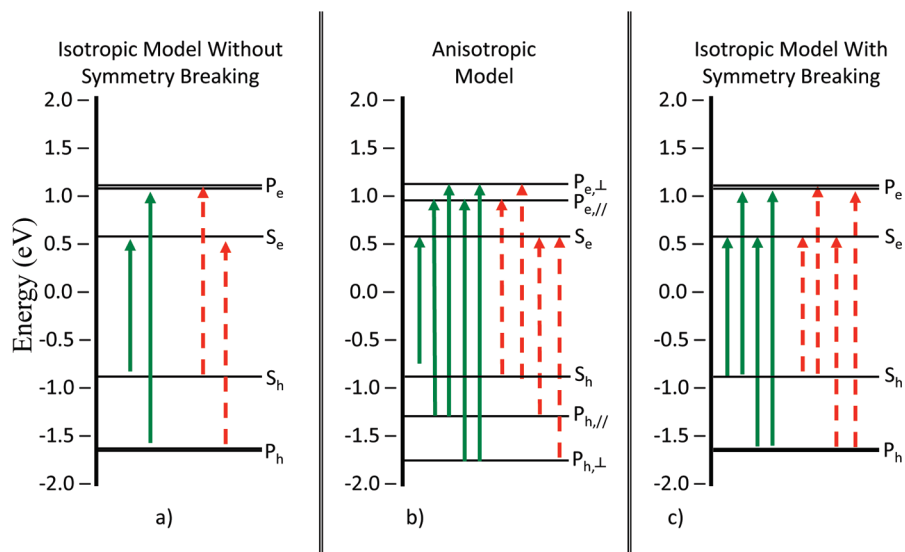 Isotropic Model Without
Symmetry Breaking
Energy (eV)
2.0
1.5
1.0
0.5
0.0
-0.5
-1.0
-1.5
-2.0
Pe
Se
Sh
Ph
a)
Anisotropic
Model
2.0
1.5
1.0
0.5
0.0
-0.5
-1.0
-1.5
-2.0
Pe,⊥
Pe,//
Se
Sh
Ph,//
Ph,⊥
b)
Isotropic Model With
Symmetry Breaking
2.0
1.5
1.0
0.5
0.0
-0.5
-1.0
-1.5
-2.0
Pe
Se
Sh
Ph
c)